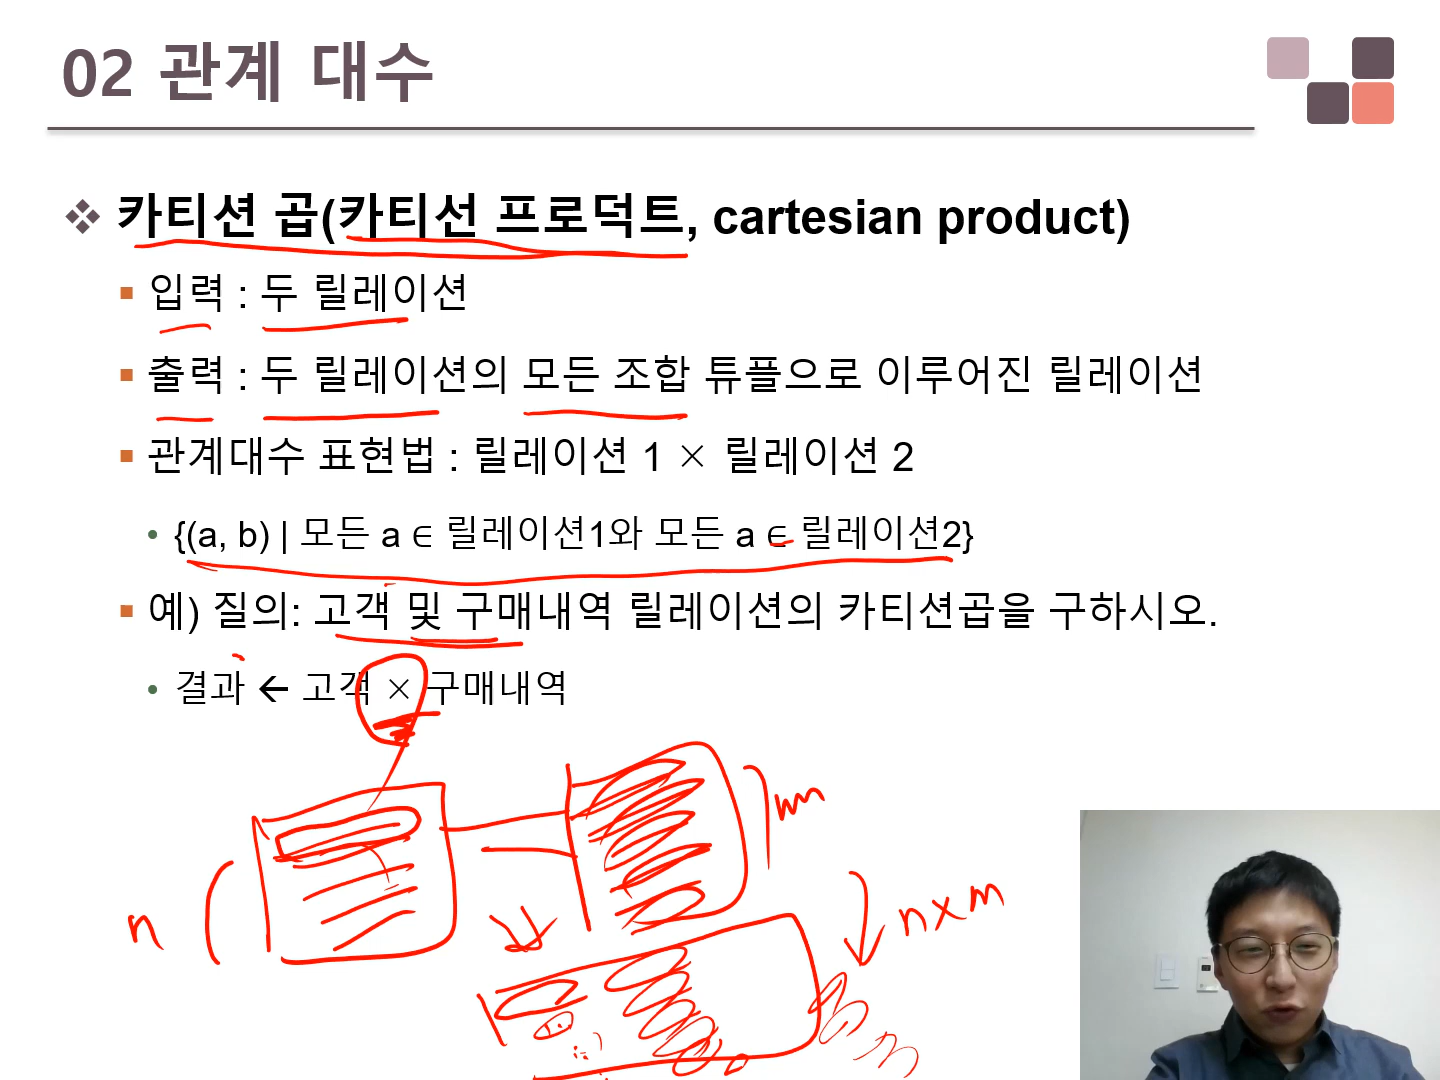 02 관계 대수
카티션 곱(카티선 프로덕트, cartesian product)
입력 : 두 릴레이션
출력 : 두 릴레이션의 모든 조합 튜플으로 이루어진 릴레이션
관계대수 표현법 : 릴레이션 1 × 릴레이션 2
{(a, b) | 모든 a ∈ 릴레이션1와 모든 a ∈ 릴레이션2}
예) 질의: 고객 및 구매내역 릴레이션의 카티션곱을 구하시오.
결과 ← 고객 × 구매내역
m
n
n×m